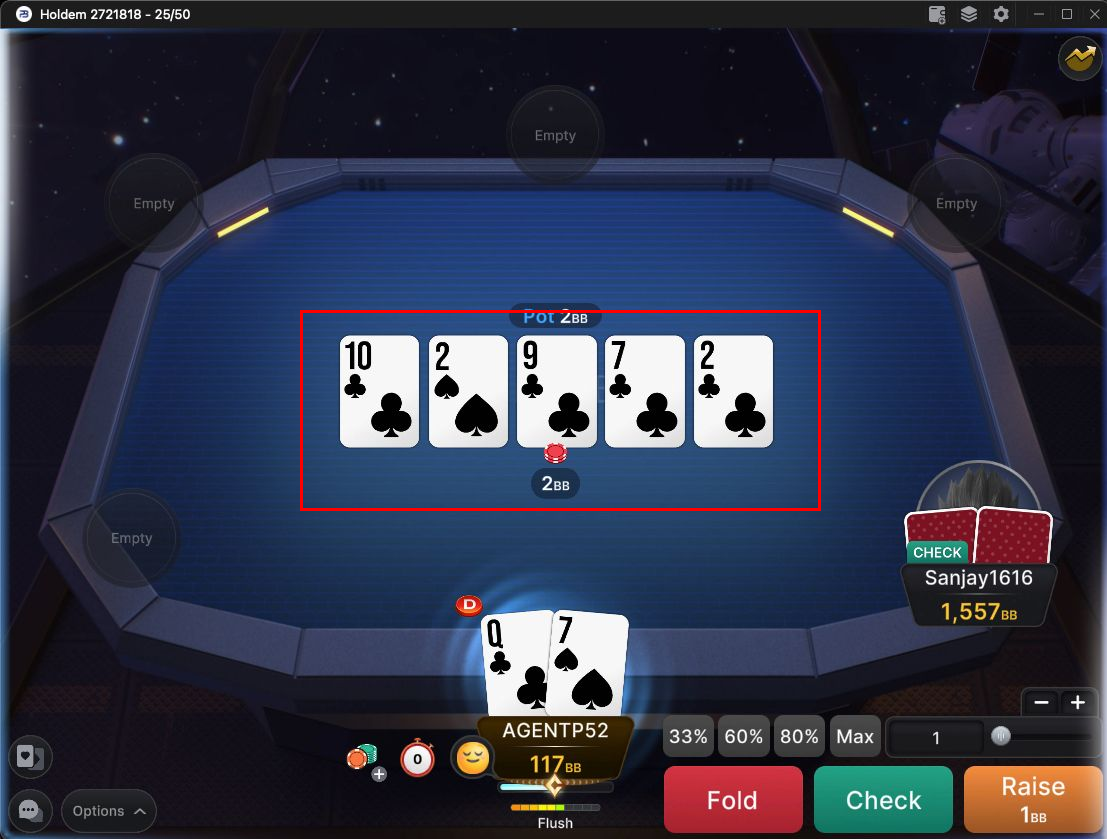 Holdem 2721818 - 25/50
Empty
Empty
Empty
Pot 2BB
10 2 9 7 2
2BB
Empty
CHECK
Sanjay1616
1,557BB
D
Q 7
AGENTP52
117BB
Flush
0
33% 60% 80% Max 1
Fold Check Raise
1BB
Options